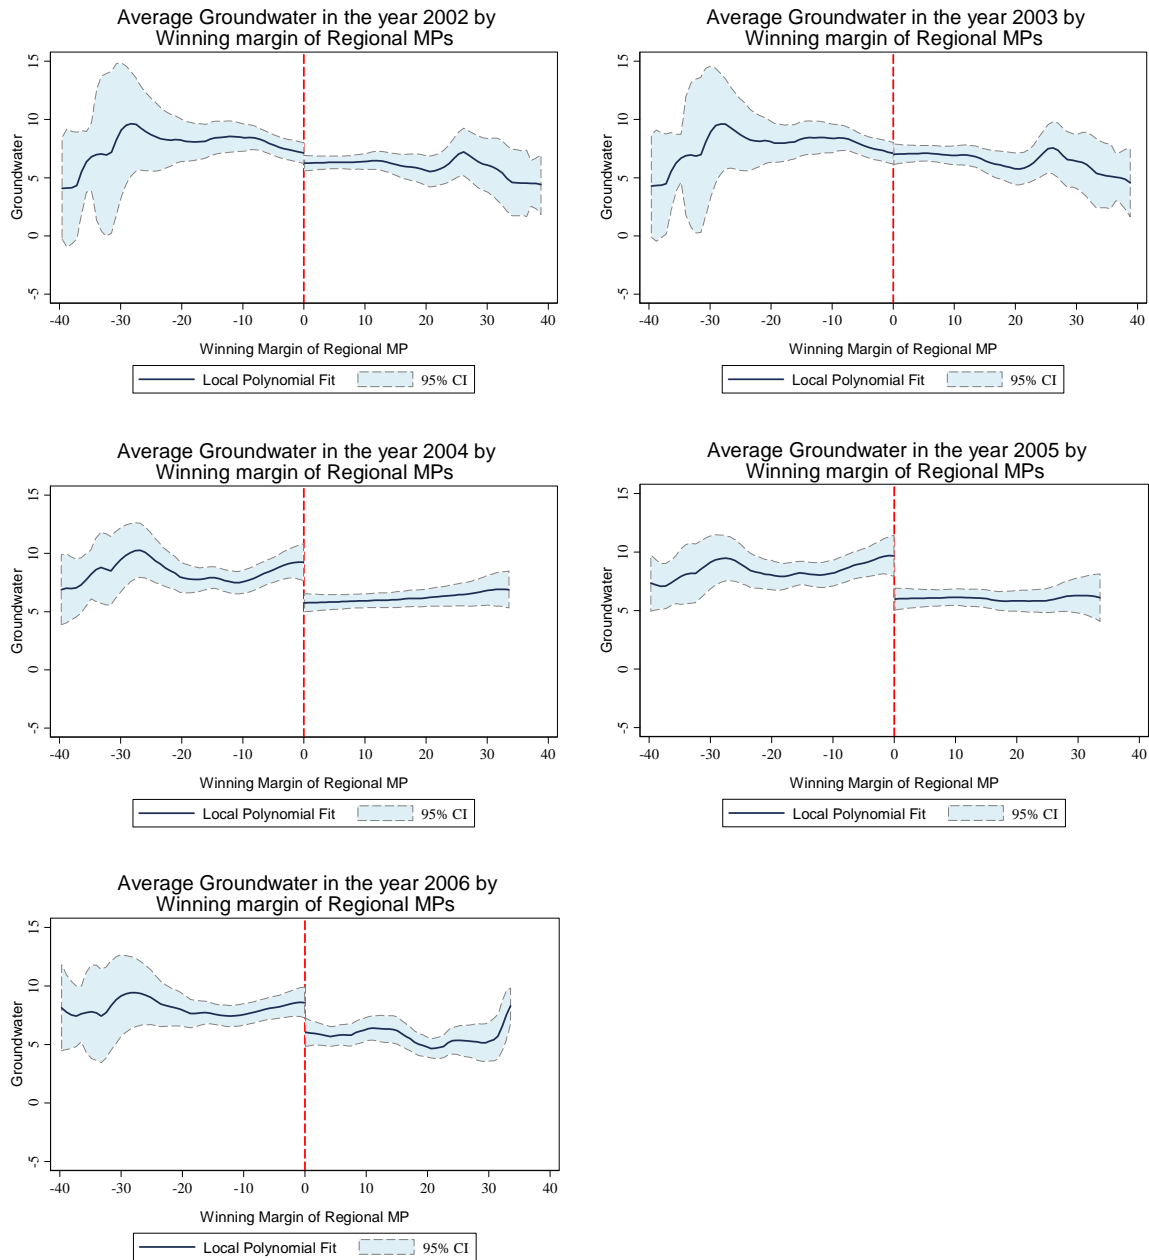 Average Groundwater in the year 2002 by
Winning margin of Regional MPs
Groundwater
15
10
5
0
-5
-40 -30 -20 -10 0 10 20 30 40
Winning Margin of Regional MP
Local Polynomial Fit 95% CI
Average Groundwater in the year 2003 by
Winning margin of Regional MPs
Groundwater
15
10
5
0
-5
-40 -30 -20 -10 0 10 20 30 40
Winning Margin of Regional MP
Local Polynomial Fit 95% CI
Average Groundwater in the year 2004 by
Winning margin of Regional MPs
Groundwater
15
10
5
0
-5
-40 -30 -20 -10 0 10 20 30 40
Winning Margin of Regional MP
Local Polynomial Fit 95% CI
Average Groundwater in the year 2005 by
Winning margin of Regional MPs
Groundwater
15
10
5
0
-5
-40 -30 -20 -10 0 10 20 30 40
Winning Margin of Regional MP
Local Polynomial Fit 95% CI
Average Groundwater in the year 2006 by
Winning margin of Regional MPs
Groundwater
15
10
5
0
-5
-40 -30 -20 -10 0 10 20 30 40
Winning Margin of Regional MP
Local Polynomial Fit 95% CI